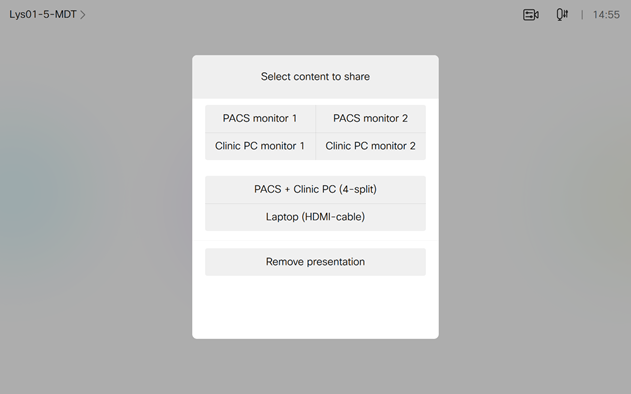 Lys01-5-MDT
14:55
Select content to share
PACS monitor 1
PACS monitor 2
Clinic PC monitor 1
Clinic PC monitor 2
PACS + Clinic PC (4-split)
Laptop (HDMI-cable)
Remove presentation